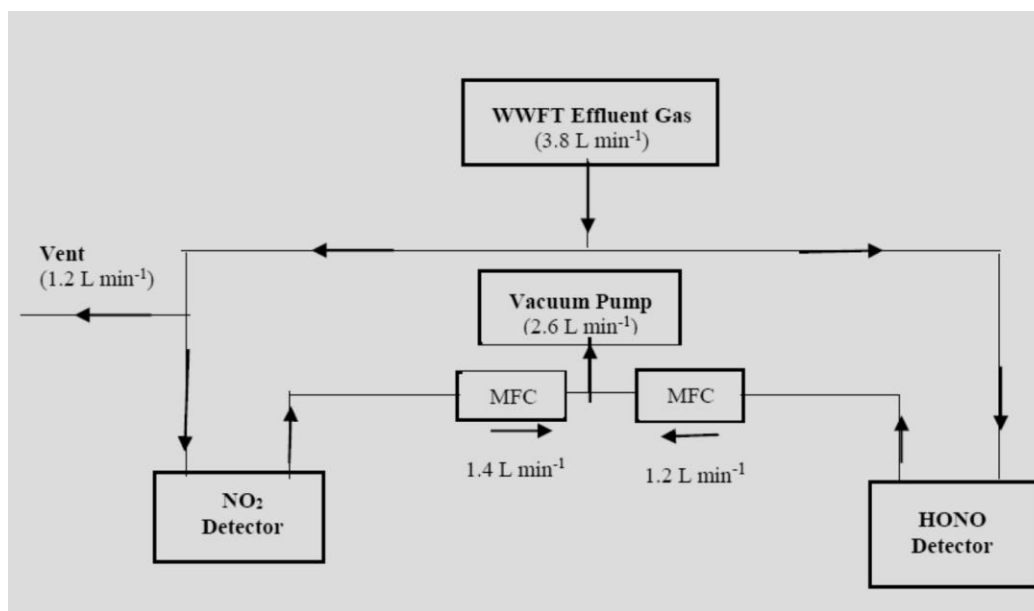 WWFT Effluent Gas
(3.8 L min⁻¹)
Vent
(1.2 L min⁻¹)
Vacuum Pump
(2.6 L min⁻¹)
MFC
MFC
1.4 L min⁻¹
1.2 L min⁻¹
NO₂
Detector
HONO
Detector